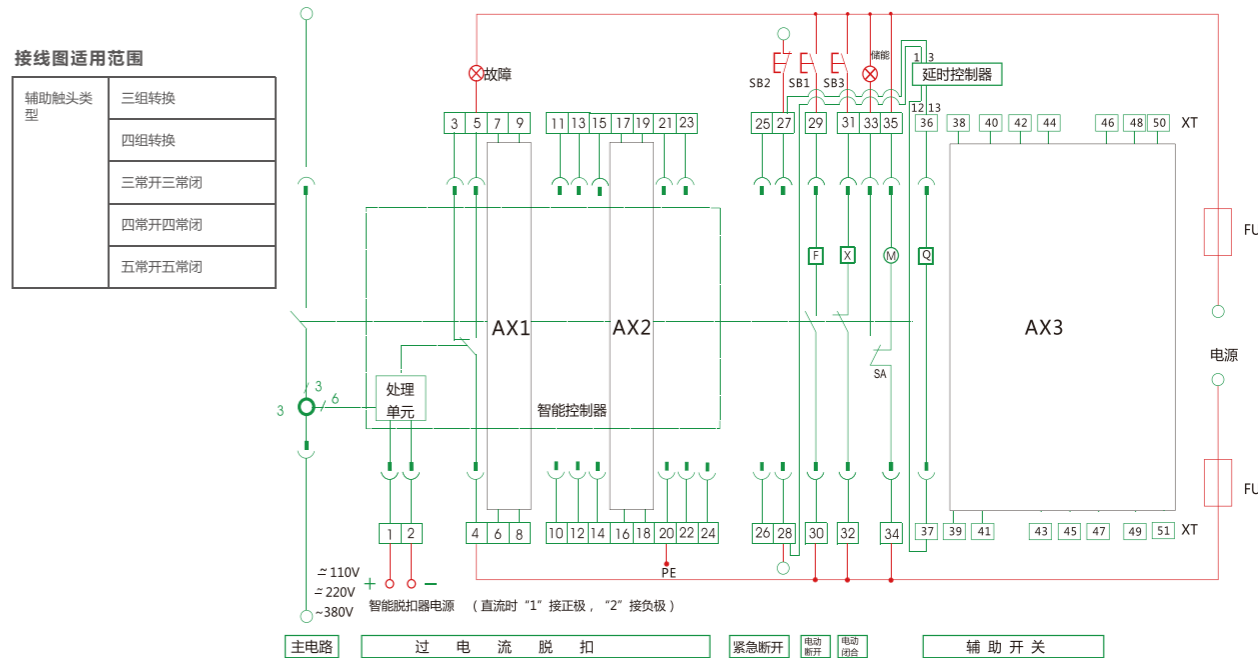 接线图适用范围
辅助触头类型
三组转换
四组转换
三常开三常闭
四常开四常闭
五常开五常闭
故障
储能
SB2 SB1 SB3
1 3
延时控制器
12 13
3 5 7 9 11 13 15 17 19 21 23 25 27 29 31 33 35 36 38 40 42 44 46 48 50 XT
FU
F X M Q
AX1 AX2 AX3
电源
SA
处理
单元
智能控制器
3
3
6
FU
1 2 4 6 8 10 12 14 16 18 20 22 24 26 28 30 32 34 37 39 41 43 45 47 49 51 XT
PE
≂110V
≂220V
~380V
+ −
智能脱扣器电源 (直流时“1”接正极，“2”接负极)
主电路 过电流脱扣 紧急断开 电动断开 电动闭合 辅助开关